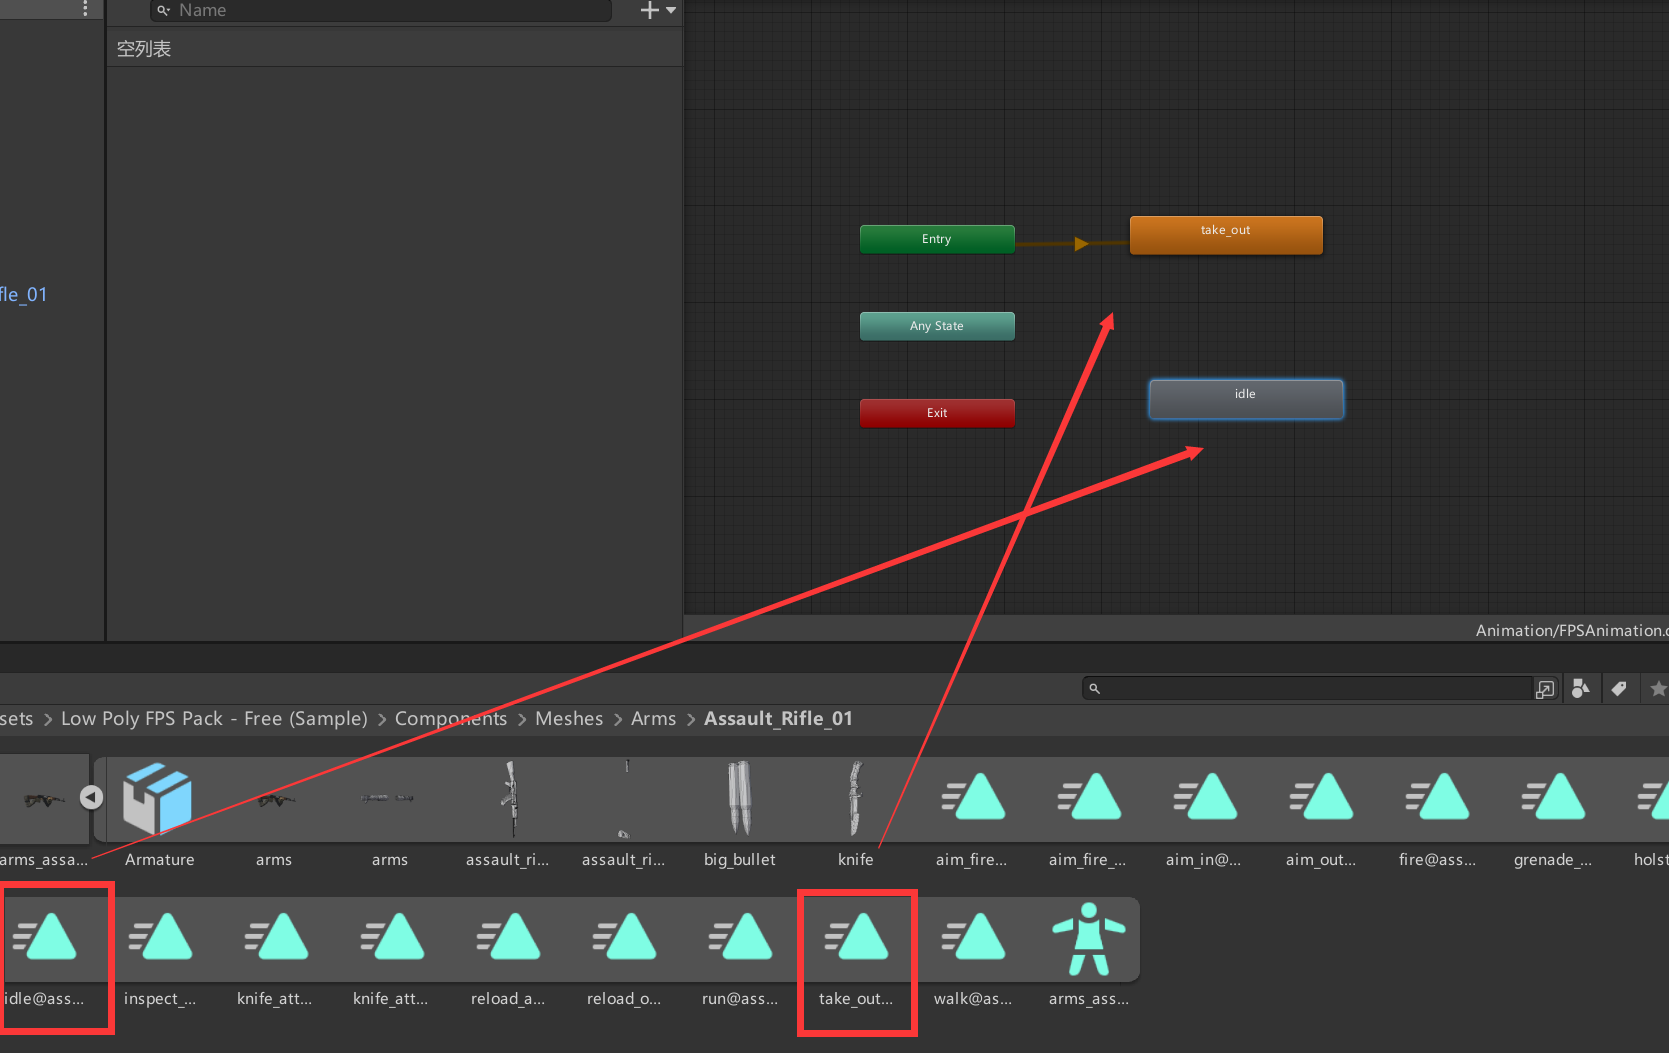 Name
空列表
fle_01
Entry
take_out
Any State
idle
Exit
Animation/FPSAnimation.c
sets > Low Poly FPS Pack - Free (Sample) > Components > Meshes > Arms > Assault_Rifle_01
arms_assa... Armature arms arms assault_ri... assault_ri... big_bullet knife aim_fire... aim_fire_... aim_in@... aim_out... fire@ass... grenade_... holst
idle@ass... inspect_... knife_att... knife_att... reload_a... reload_o... run@ass... take_out... walk@as... arms_ass...